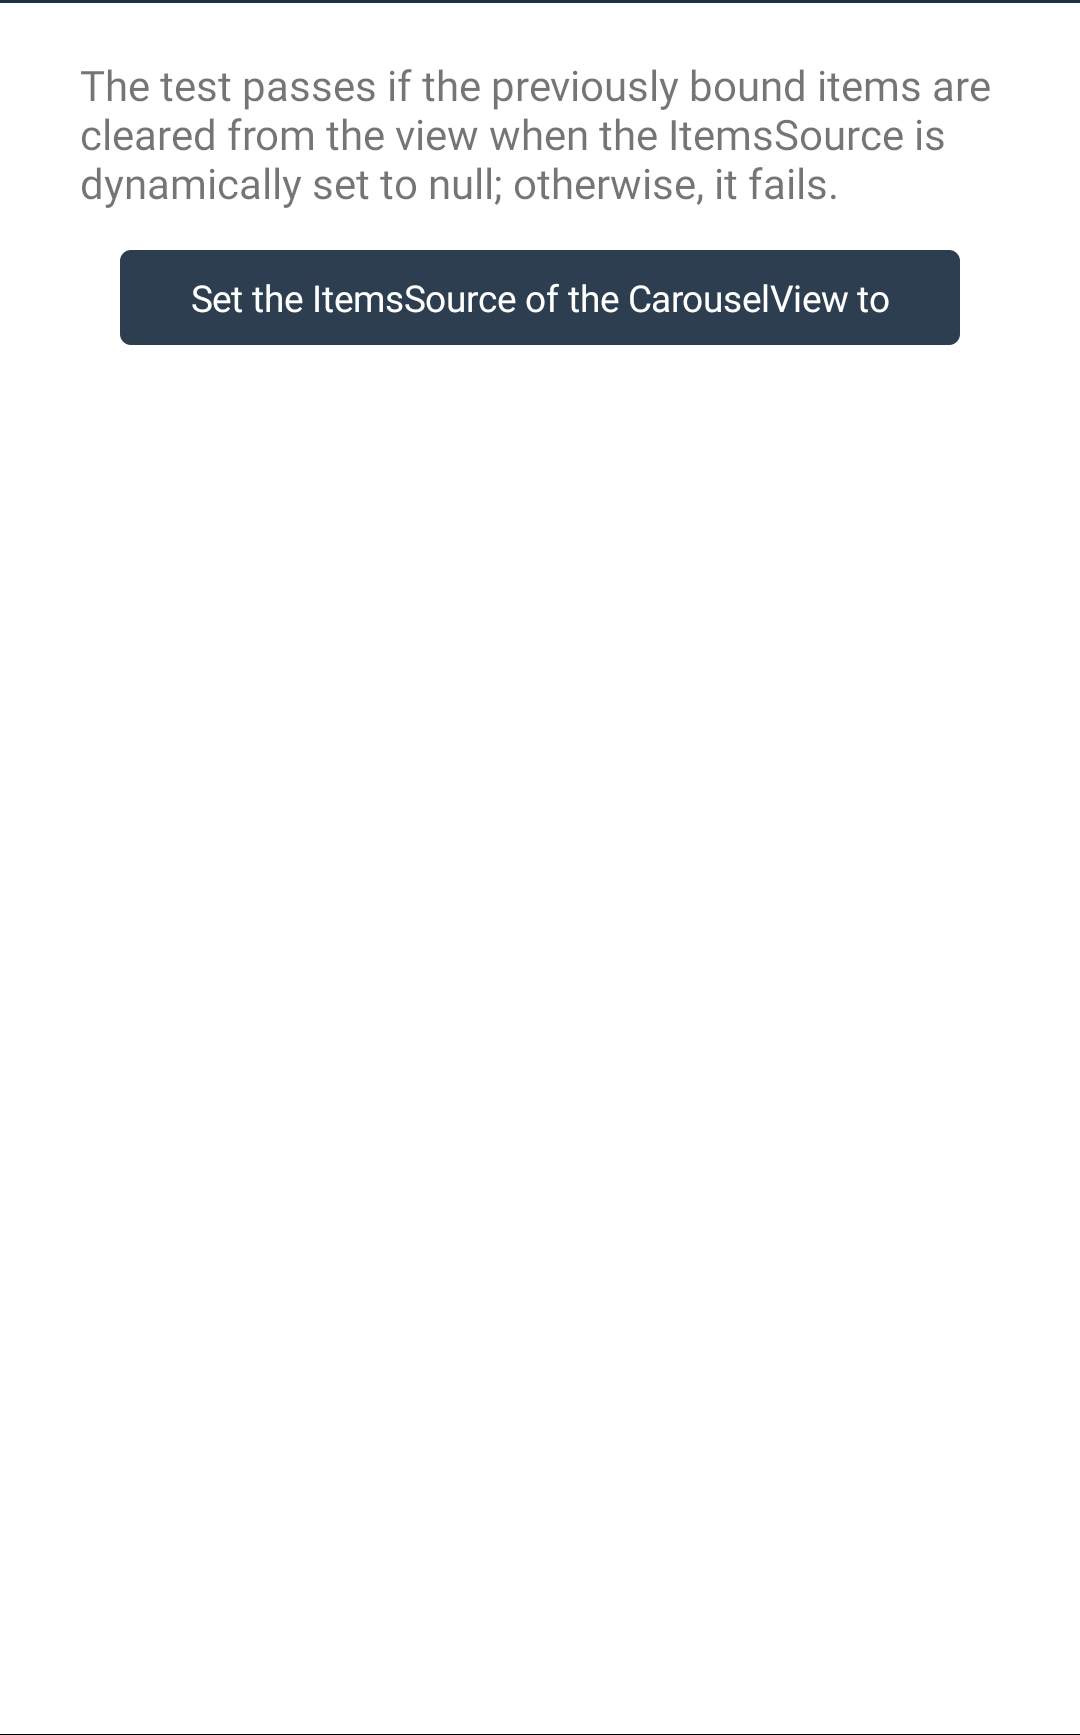 The test passes if the previously bound items are
cleared from the view when the ItemsSource is
dynamically set to null; otherwise, it fails.
Set the ItemsSource of the CarouselView to